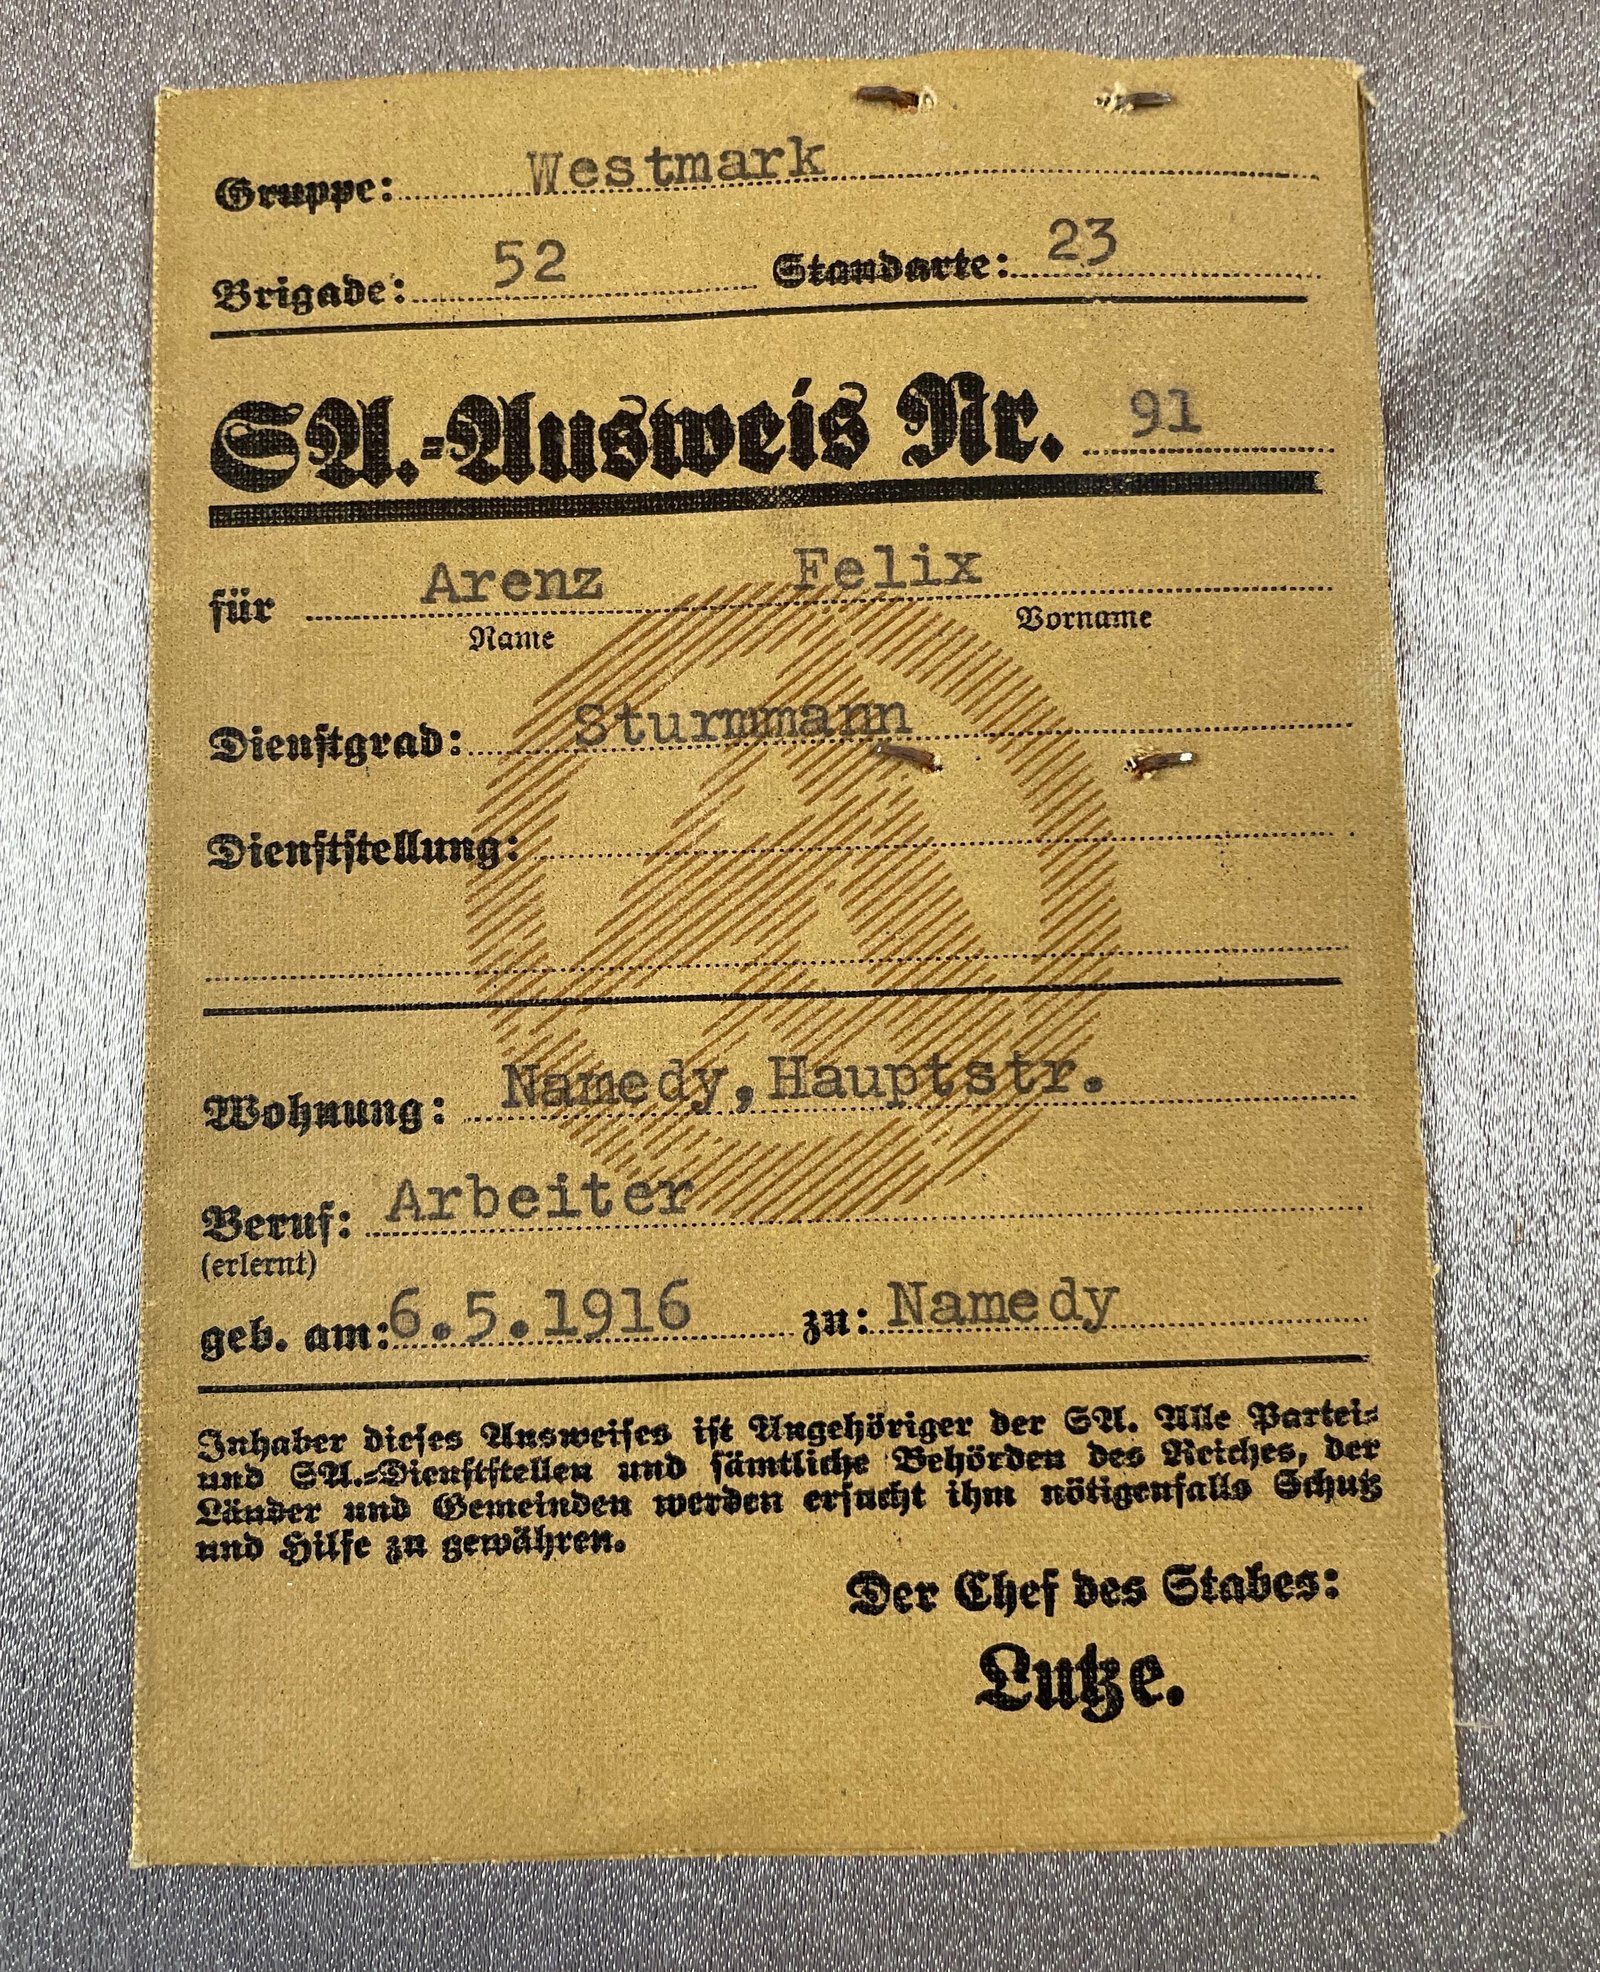 Gruppe: Westmark
Brigade: 52 Standarte: 23
SA.-Ausweis Nr. 91
für Arenz Felix
Name Vorname
Dienstgrad: Sturmmann
Dienststellung:
Wohnung: Namedy, Hauptstr.
Beruf: Arbeiter
(erlernt)
geb. am: 6.5.1916 zu: Namedy
Inhaber dieses Ausweises ist Angehöriger der SA. Alle Partei-
und SA.-Dienststellen und sämtliche Behörden des Reiches, der
Länder und Gemeinden werden ersucht ihm nötigenfalls Schutz
und Hilfe zu gewähren.
Der Chef des Stabes:
Lutze.